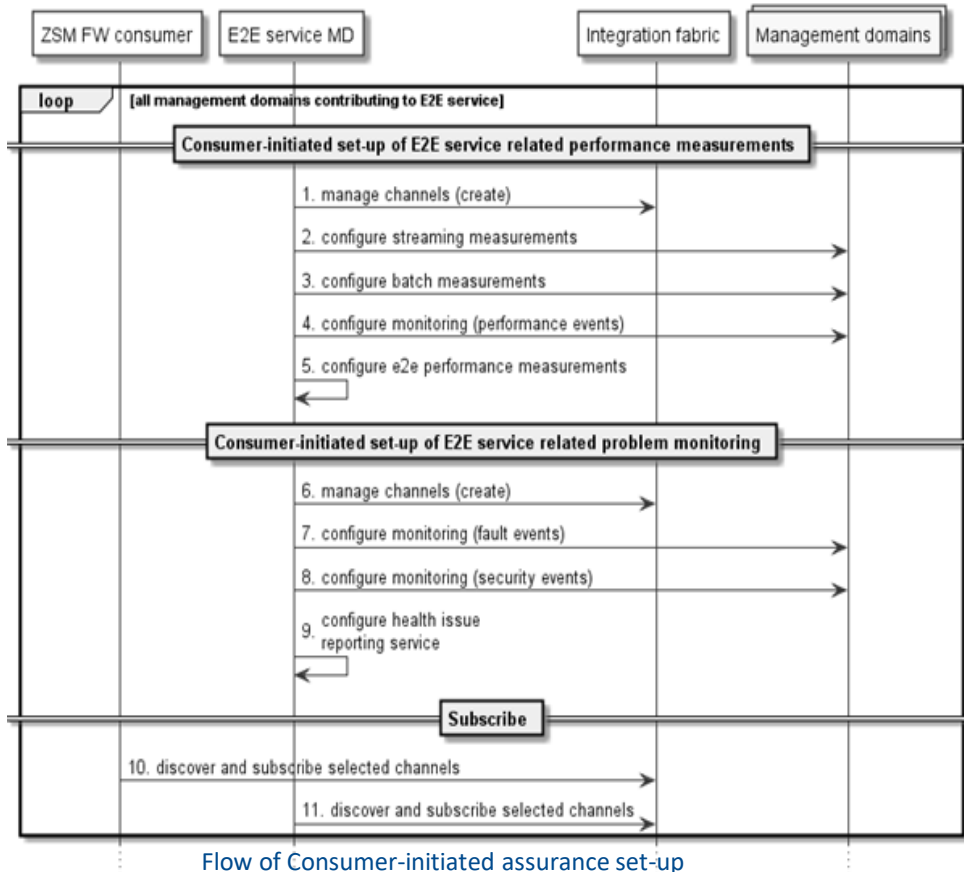 ZSM FW consumer
E2E service MD
Integration fabric
Management domains
loop
[all management domains contributing to E2E service]
Consumer-initiated set-up of E2E service related performance measurements
1. manage channels (create)
2. configure streaming measurements
3. configure batch measurements
4. configure monitoring (performance events)
5. configure e2e performance measurements
Consumer-initiated set-up of E2E service related problem monitoring
6. manage channels (create)
7. configure monitoring (fault events)
8. configure monitoring (security events)
9. configure health issue
reporting service
Subscribe
10. discover and subscribe selected channels
11. discover and subscribe selected channels
Flow of Consumer-initiated assurance set-up